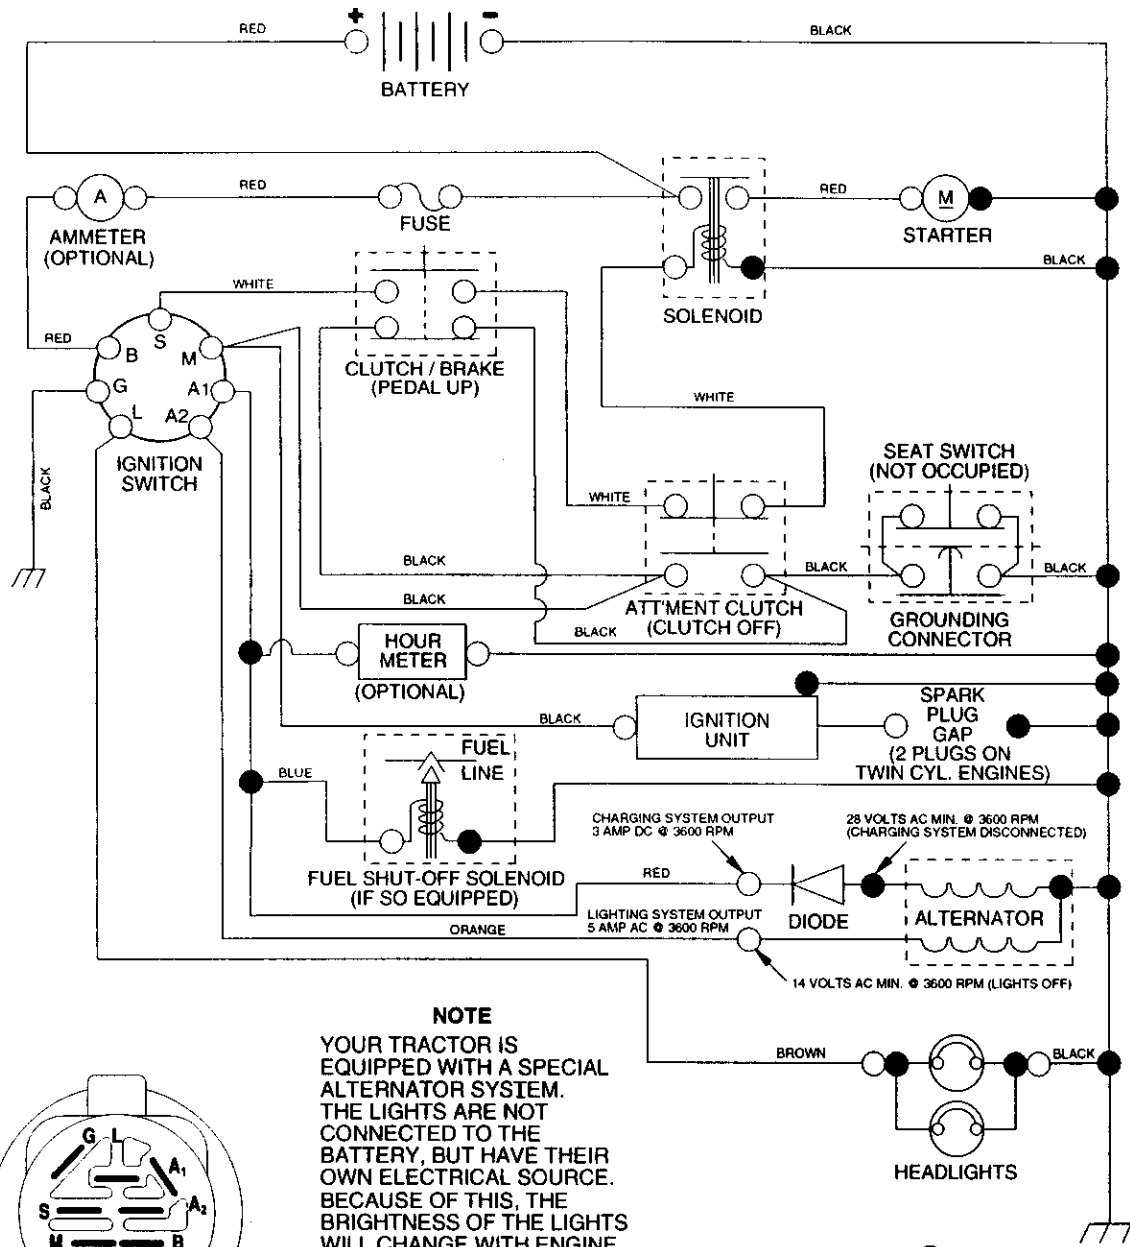 + -
RED
BLACK
BATTERY
A
RED
FUSE
RED
M
STARTER
AMMETER
(OPTIONAL)
WHITE
BLACK
SOLENOID
RED
S
B
M
G
A1
L
A2
CLUTCH / BRAKE
(PEDAL UP)
WHITE
IGNITION
SWITCH
BLACK
SEAT SWITCH
(NOT OCCUPIED)
WHITE
BLACK
BLACK
BLACK
BLACK
ATT'MENT CLUTCH
(CLUTCH OFF)
BLACK
GROUNDING
CONNECTOR
HOUR
METER
(OPTIONAL)
BLACK
IGNITION
UNIT
SPARK
PLUG
GAP
(2 PLUGS ON
TWIN CYL. ENGINES)
FUEL
LINE
BLUE
CHARGING SYSTEM OUTPUT
3 AMP DC @ 3600 RPM
28 VOLTS AC MIN. @ 3600 RPM
(CHARGING SYSTEM DISCONNECTED)
FUEL SHUT-OFF SOLENOID
(IF SO EQUIPPED)
RED
DIODE
ALTERNATOR
LIGHTING SYSTEM OUTPUT
5 AMP AC @ 3600 RPM
ORANGE
14 VOLTS AC MIN. @ 3600 RPM (LIGHTS OFF)
NOTE
YOUR TRACTOR IS
EQUIPPED WITH A SPECIAL
ALTERNATOR SYSTEM.
THE LIGHTS ARE NOT
CONNECTED TO THE
BATTERY, BUT HAVE THEIR
OWN ELECTRICAL SOURCE.
BECAUSE OF THIS, THE
BRIGHTNESS OF THE LIGHTS
WILL CHANGE WITH ENGINE
BROWN
BLACK
HEADLIGHTS
G L
A1
S
A2
M
B